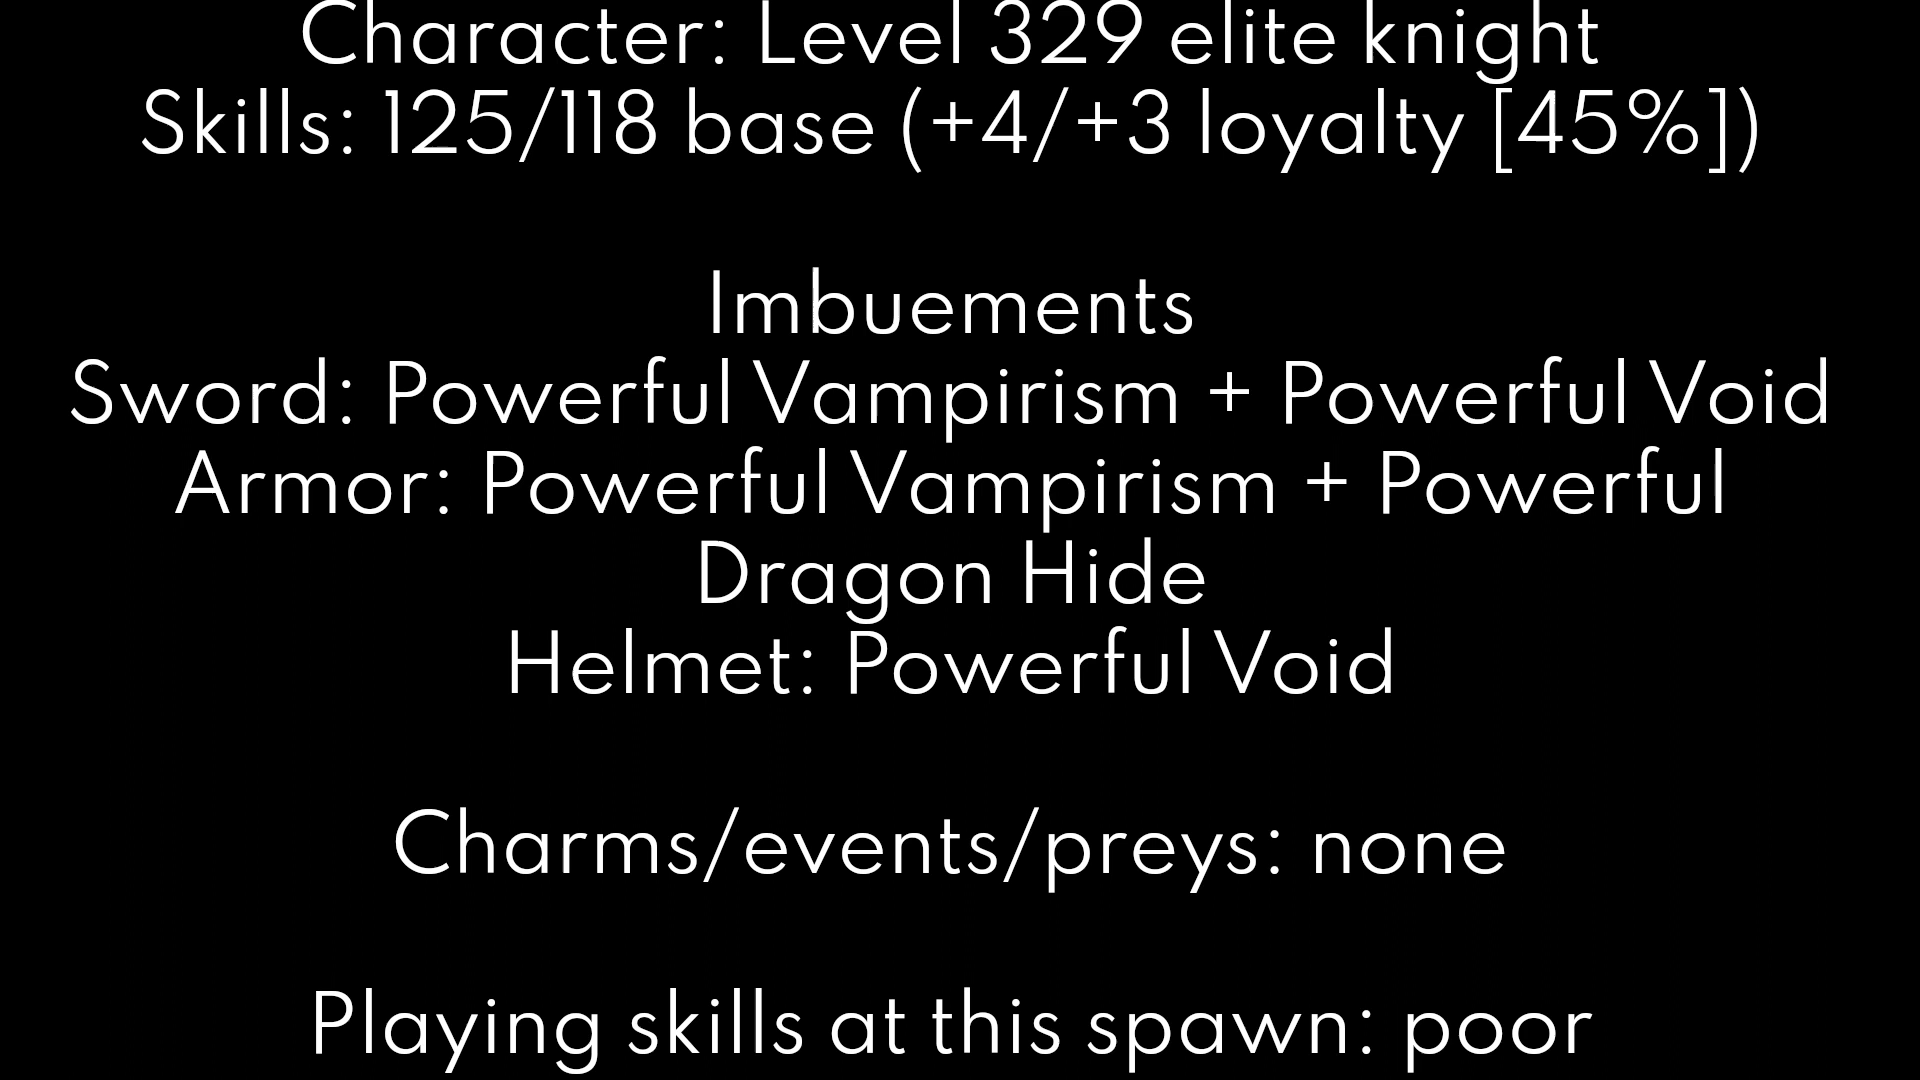 Character: Level 329 elite knight
Skills: 125/118 base (+4/+3 loyalty [45%])
Imbuements
Sword: Powerful Vampirism + Powerful Void
Armor: Powerful Vampirism + Powerful
Dragon Hide
Helmet: Powerful Void
Charms/events/preys: none
Playing skills at this spawn: poor